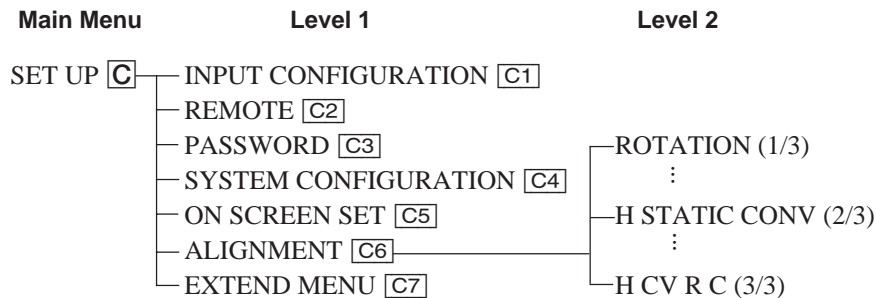 Main Menu Level 1 Level 2
SET UP C INPUT CONFIGURATION C1
REMOTE C2
PASSWORD C3 ROTATION (1/3)
SYSTEM CONFIGURATION C4 ⋮
ON SCREEN SET C5 H STATIC CONV (2/3)
ALIGNMENT C6 ⋮
EXTEND MENU C7 H CV R C (3/3)